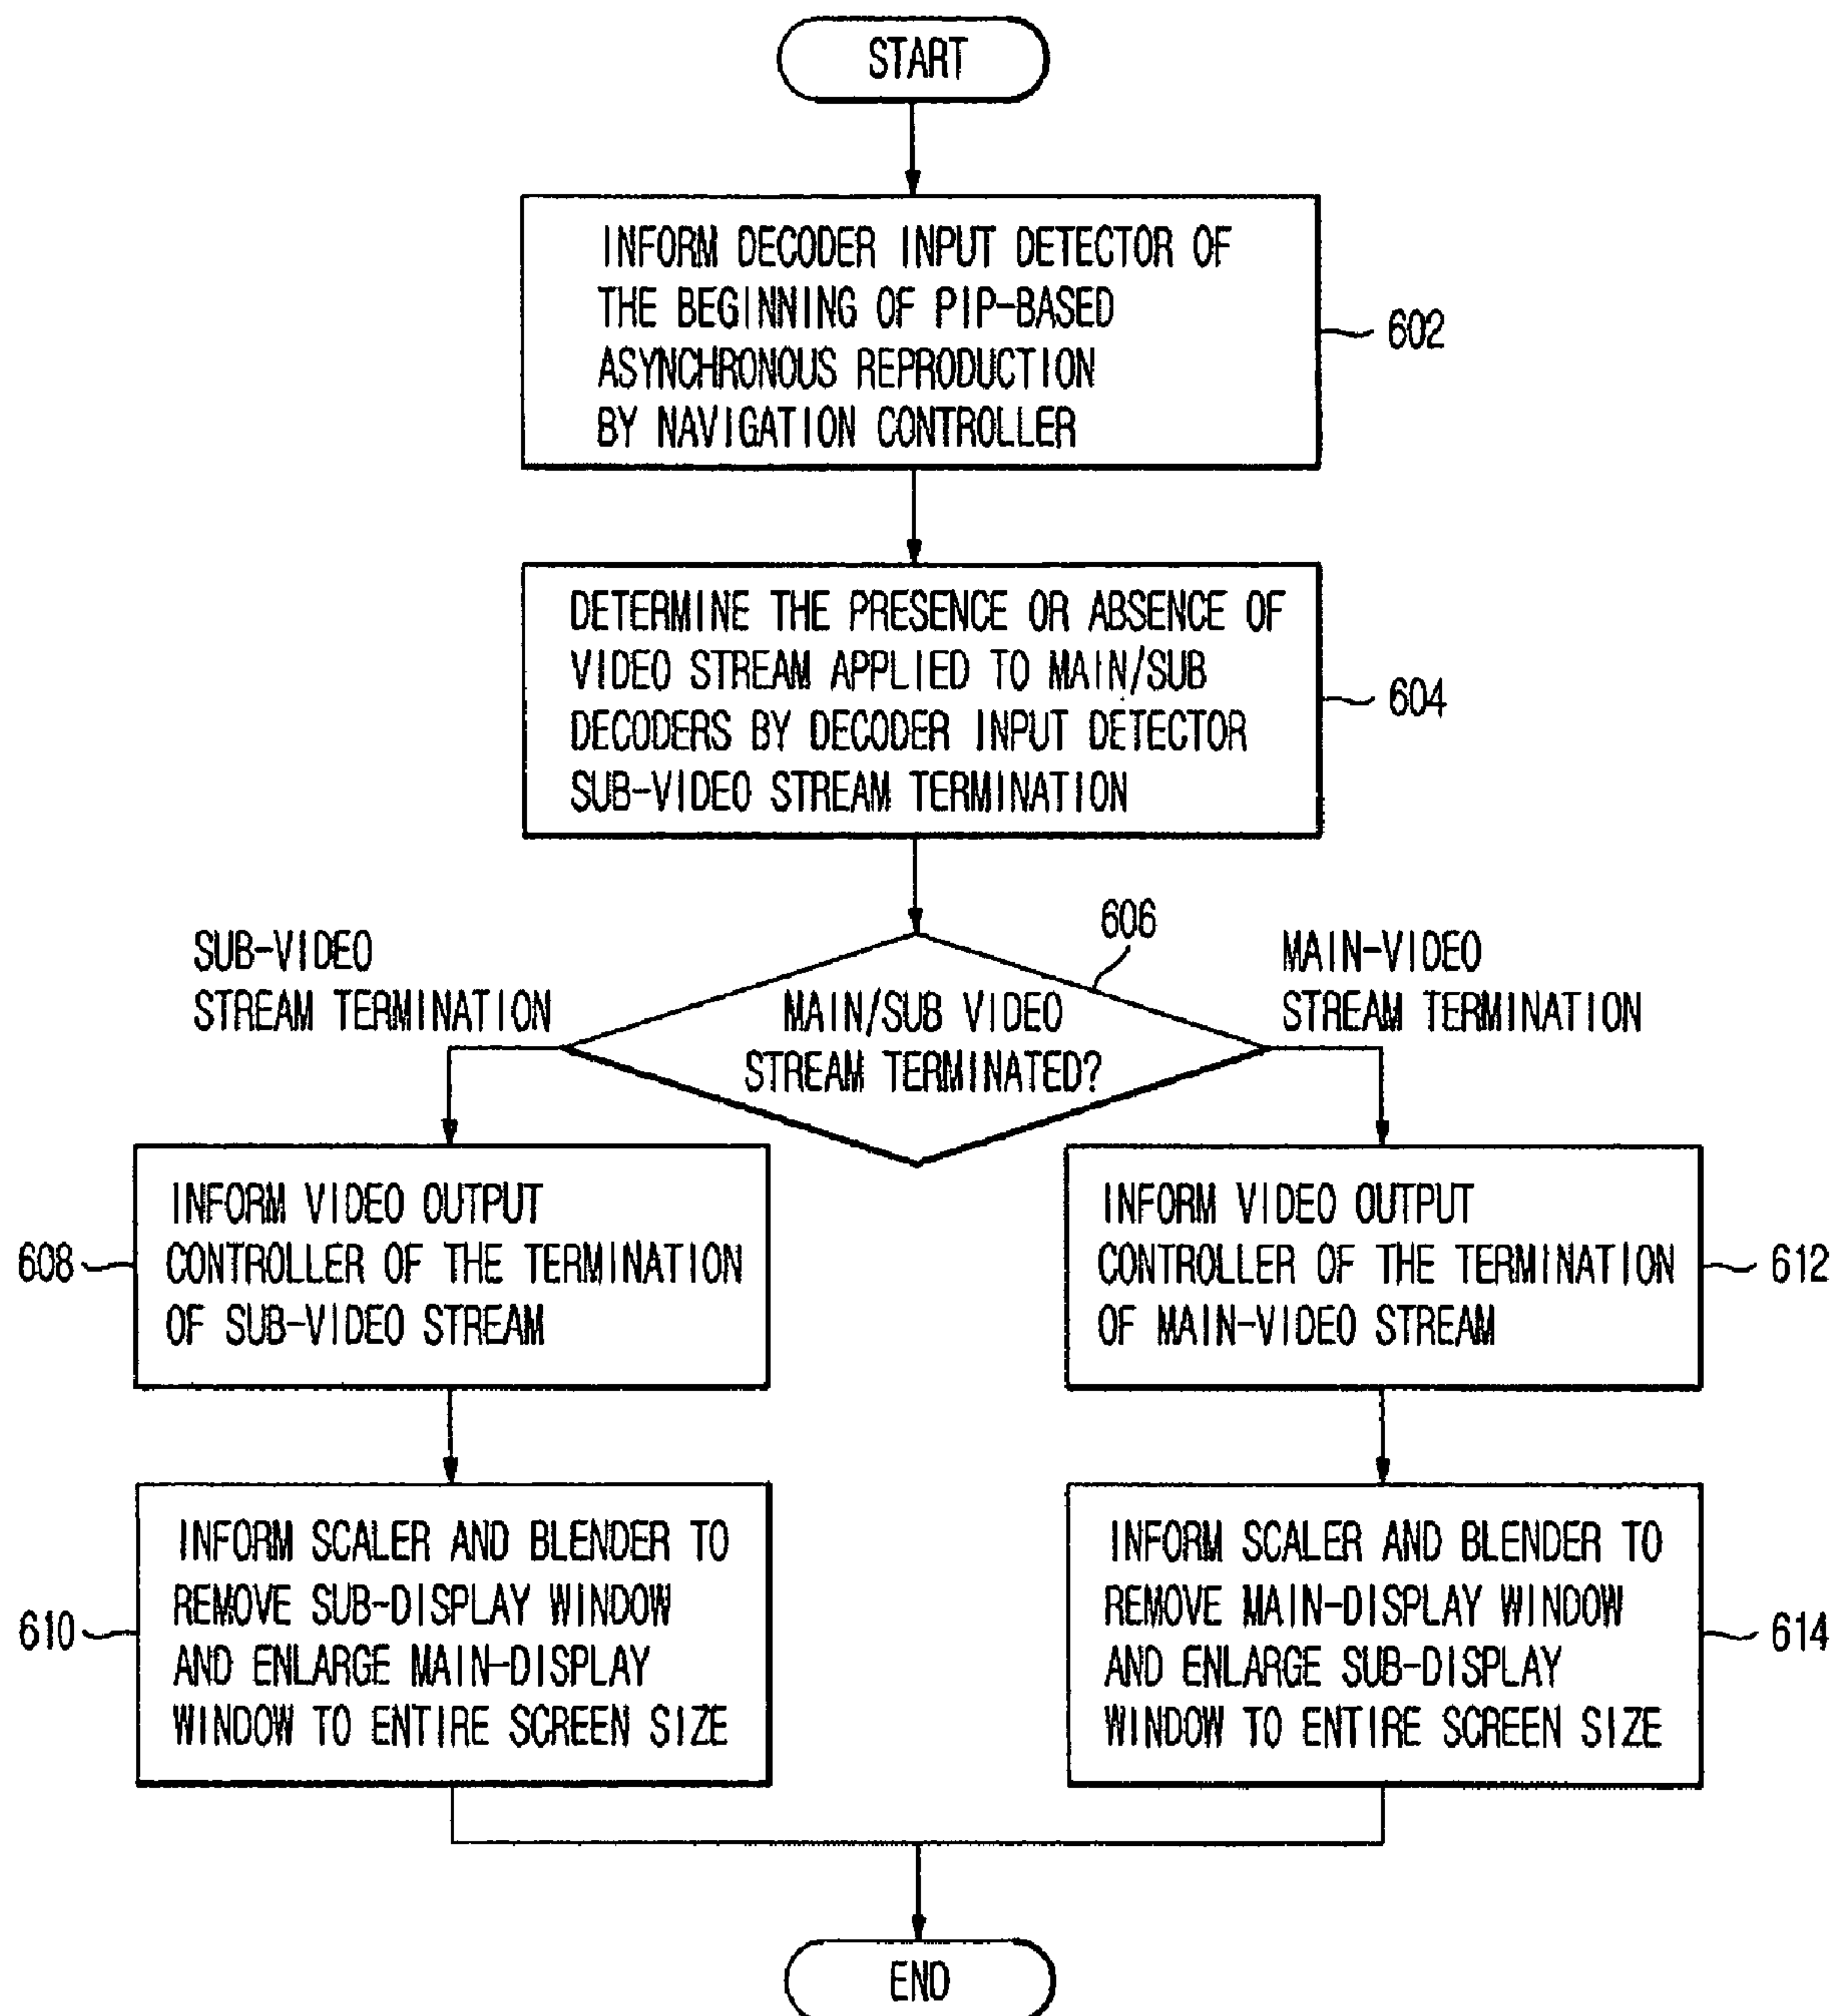 START
INFORM DECODER INPUT DETECTOR OF
THE BEGINNING OF PIP-BASED
ASYNCHRONOUS REPRODUCTION
BY NAVIGATION CONTROLLER
602
DETERMINE THE PRESENCE OR ABSENCE OF
VIDEO STREAM APPLIED TO MAIN/SUB
DECODERS BY DECODER INPUT DETECTOR
SUB-VIDEO STREAM TERMINATION
604
606
SUB-VIDEO
STREAM TERMINATION
MAIN/SUB VIDEO
STREAM TERMINATED?
MAIN-VIDEO
STREAM TERMINATION
608
INFORM VIDEO OUTPUT
CONTROLLER OF THE TERMINATION
OF SUB-VIDEO STREAM
INFORM VIDEO OUTPUT
CONTROLLER OF THE TERMINATION
OF MAIN-VIDEO STREAM
612
610
INFORM SCALER AND BLENDER TO
REMOVE SUB-DISPLAY WINDOW
AND ENLARGE MAIN-DISPLAY
WINDOW TO ENTIRE SCREEN SIZE
INFORM SCALER AND BLENDER TO
REMOVE MAIN-DISPLAY WINDOW
AND ENLARGE SUB-DISPLAY
WINDOW TO ENTIRE SCREEN SIZE
614
END